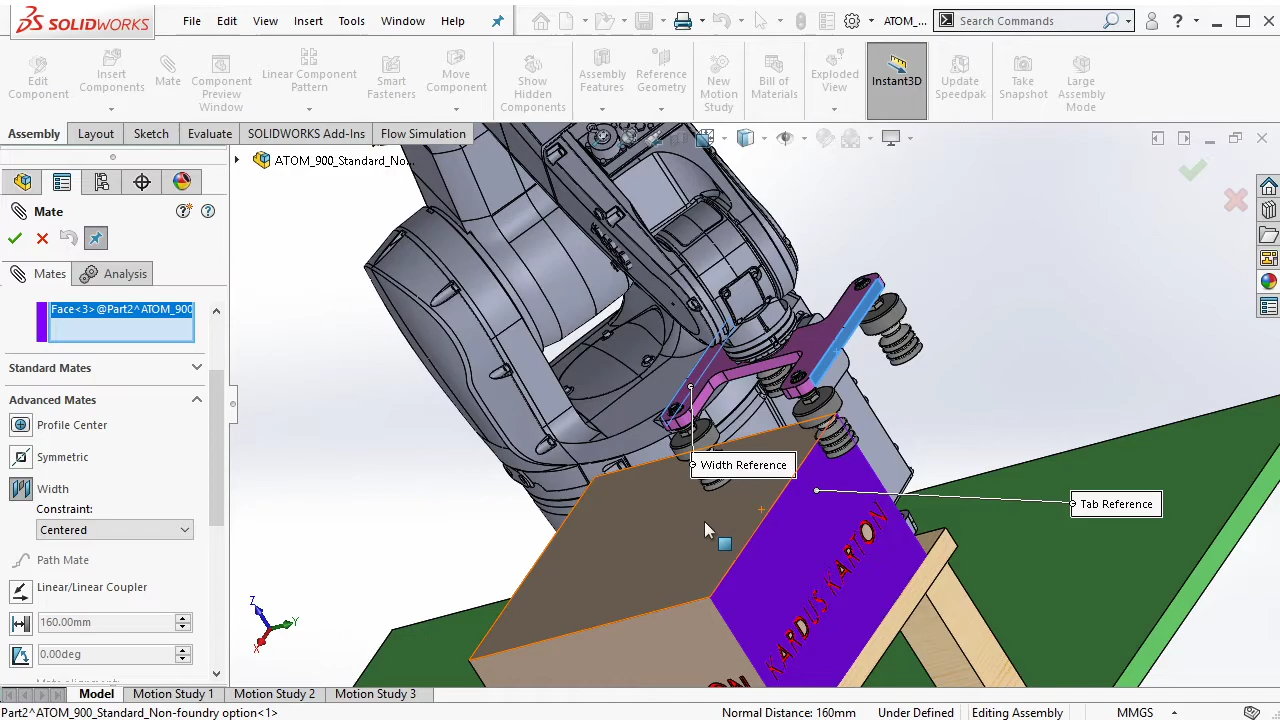 SOLIDWORKS
File Edit View Insert Tools Window Help
ATOM_...
Search Commands
Edit Component
Insert Components
Mate
Component Preview Window
Linear Component Pattern
Smart Fasteners
Move Component
Show Hidden Components
Assembly Features
Reference Geometry
New Motion Study
Bill of Materials
Exploded View
Instant3D
Update Speedpak
Take Snapshot
Large Assembly Mode
Assembly Layout Sketch Evaluate SOLIDWORKS Add-Ins Flow Simulation
ATOM_900_Standard_No...
Mate
Mates Analysis
Face<3>@Part2^ATOM_900
Standard Mates
Advanced Mates
Profile Center
Symmetric
Width
Constraint:
Centered
Path Mate
Linear/Linear Coupler
160.00mm
0.00deg
Width Reference
Tab Reference
KARDUS KARTON
Z
Y
X
Model Motion Study 1 Motion Study 2 Motion Study 3
Part2^ATOM_900_Standard_Non-foundry option<1>
Normal Distance: 160mm Under Defined Editing Assembly MMGS